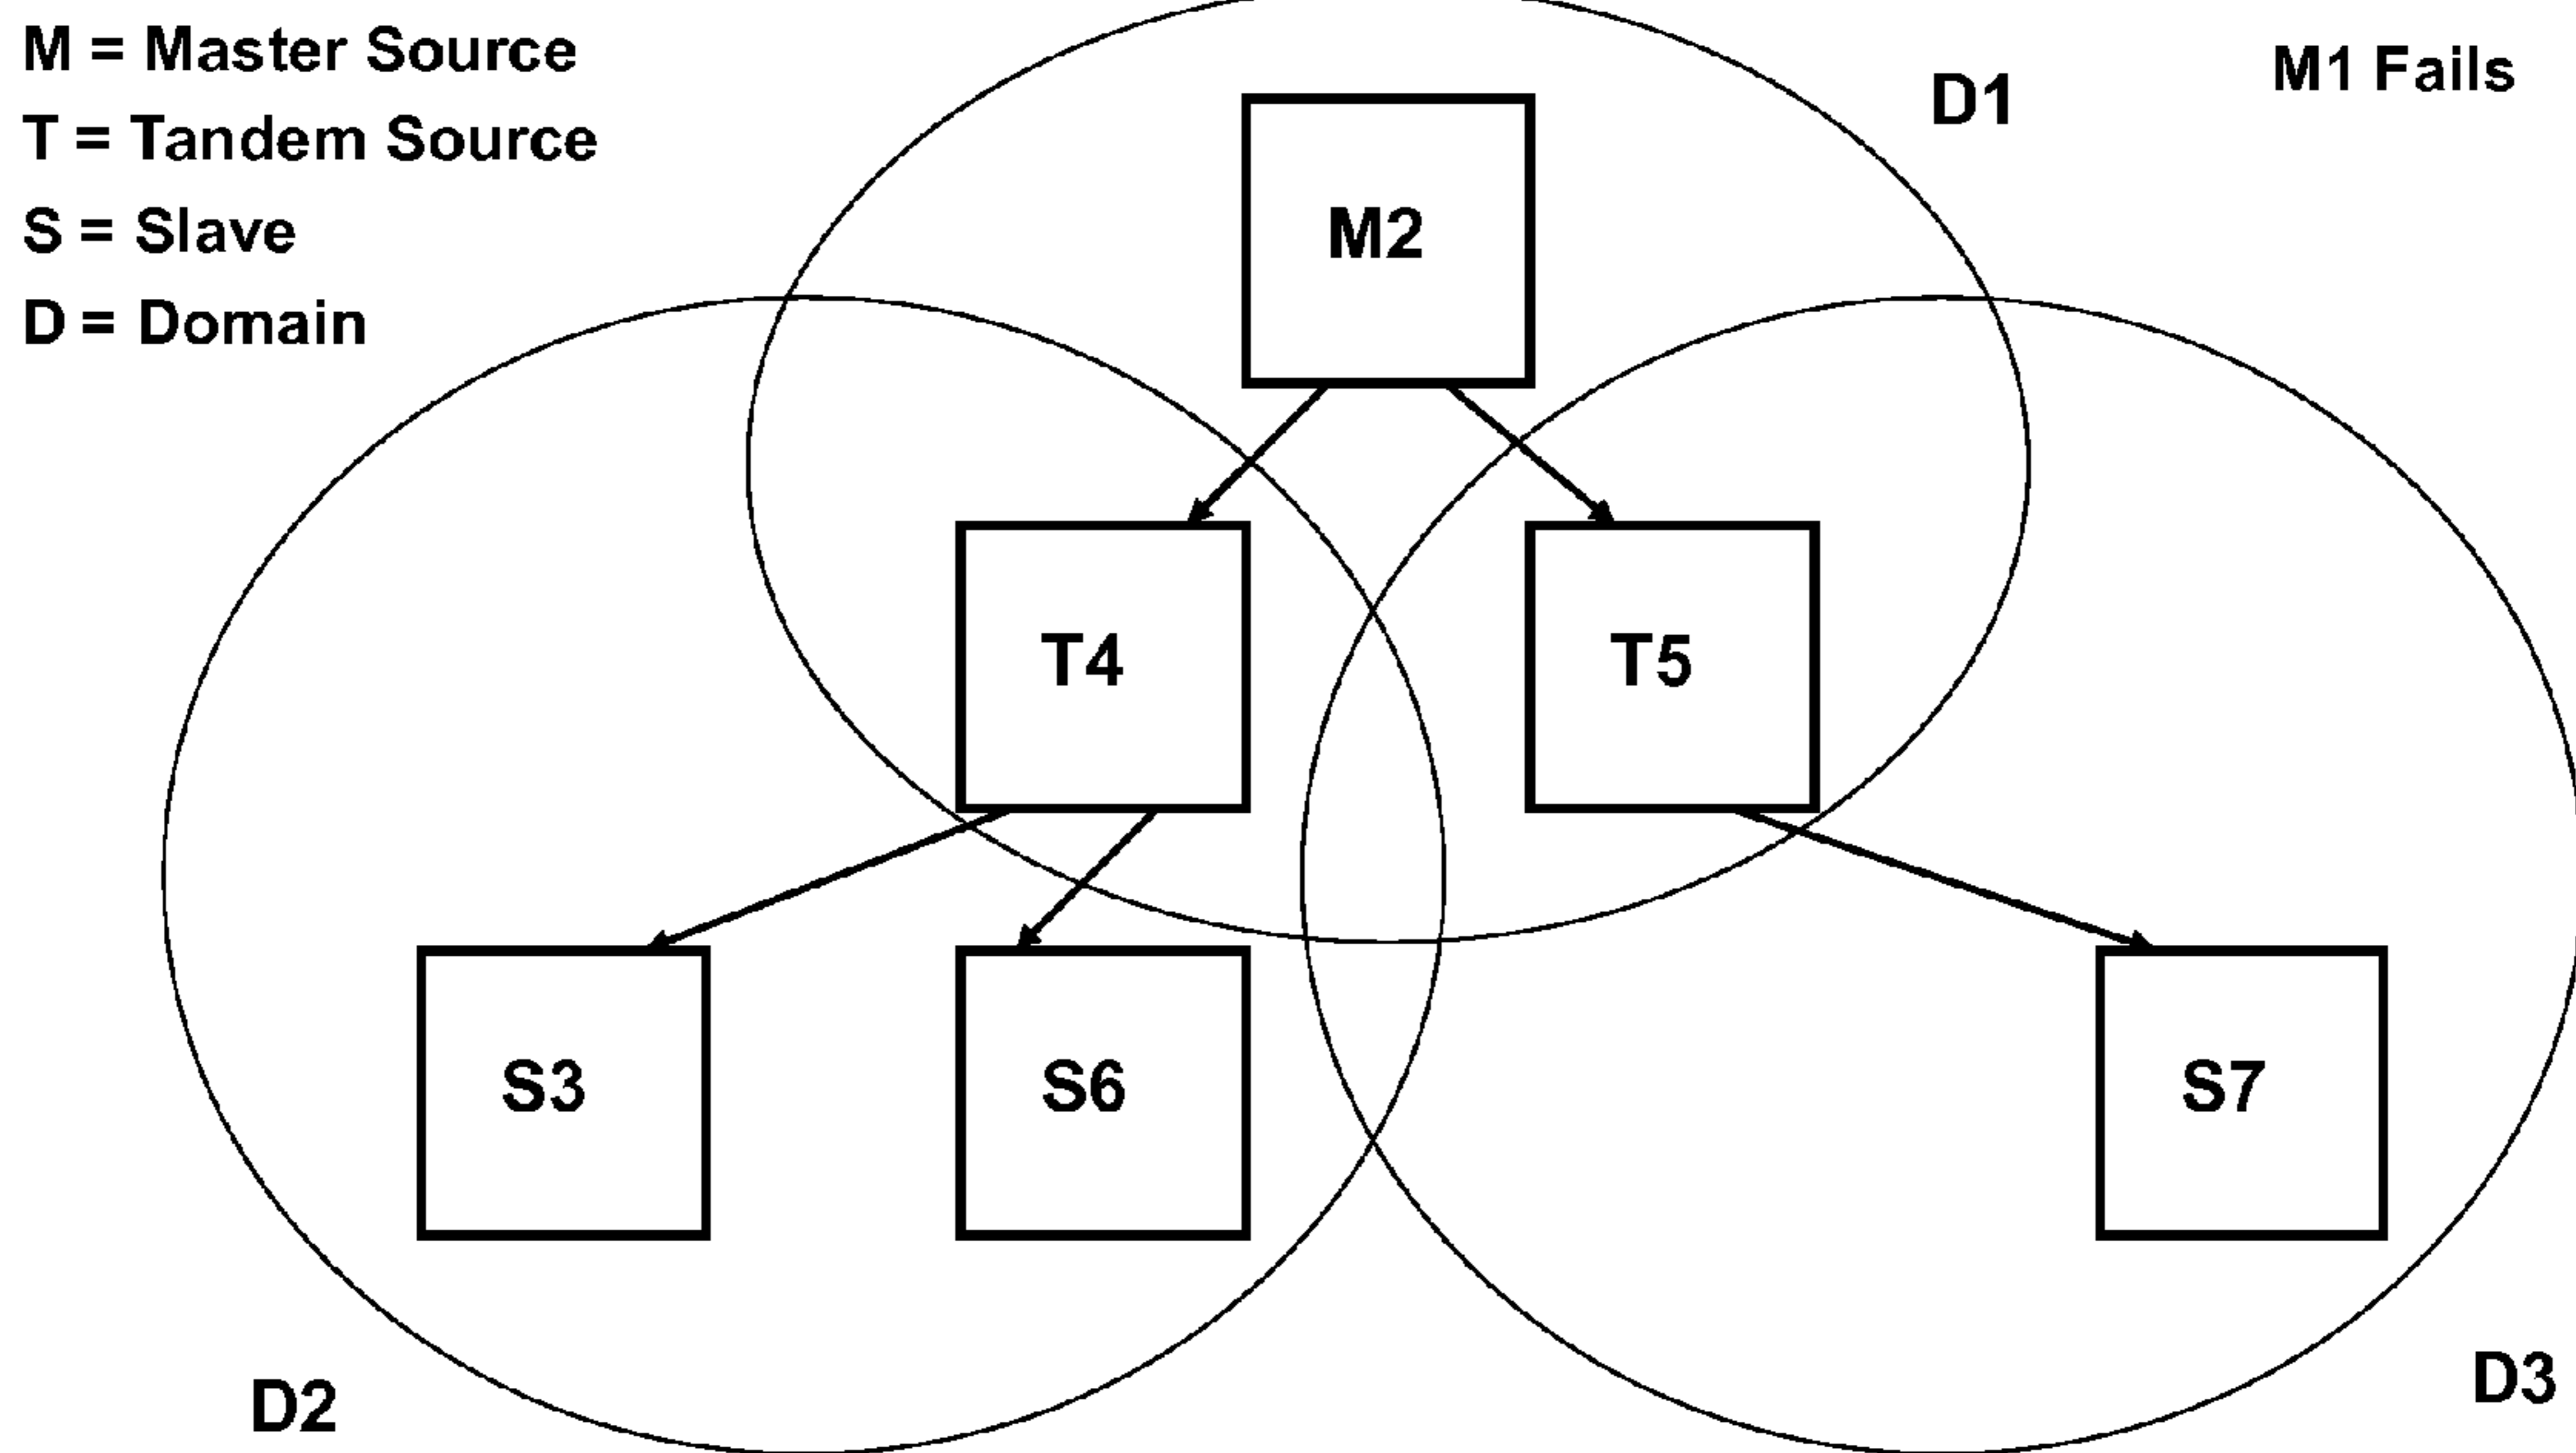 M = Master Source
T = Tandem Source
S = Slave
D = Domain
D1
M1 Fails
M2
T4
T5
S3
S6
S7
D2
D3